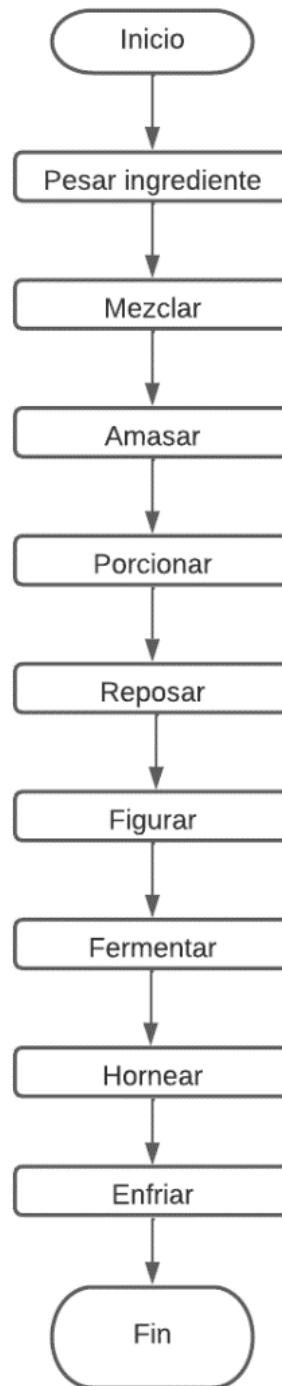 Inicio
Pesar ingrediente
Mezclar
Amasar
Porcionar
Reposar
Figurar
Fermentar
Hornear
Enfriar
Fin